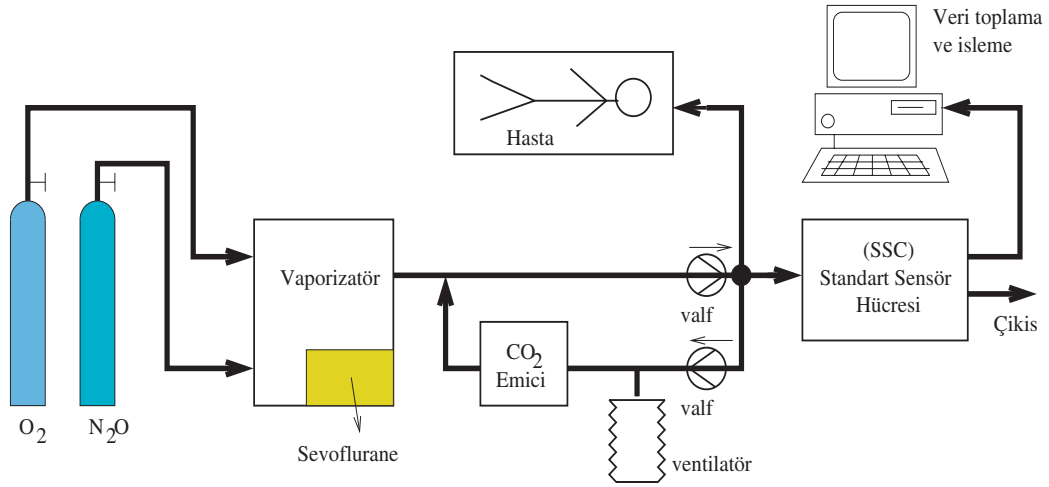 Veri toplama
ve isleme
Hasta
Vaporizatör
(SSC)
Standart Sensör
Hücresi
valf
Çikis
CO2
Emici
valf
O2
N2O
Sevoflurane
ventilatör